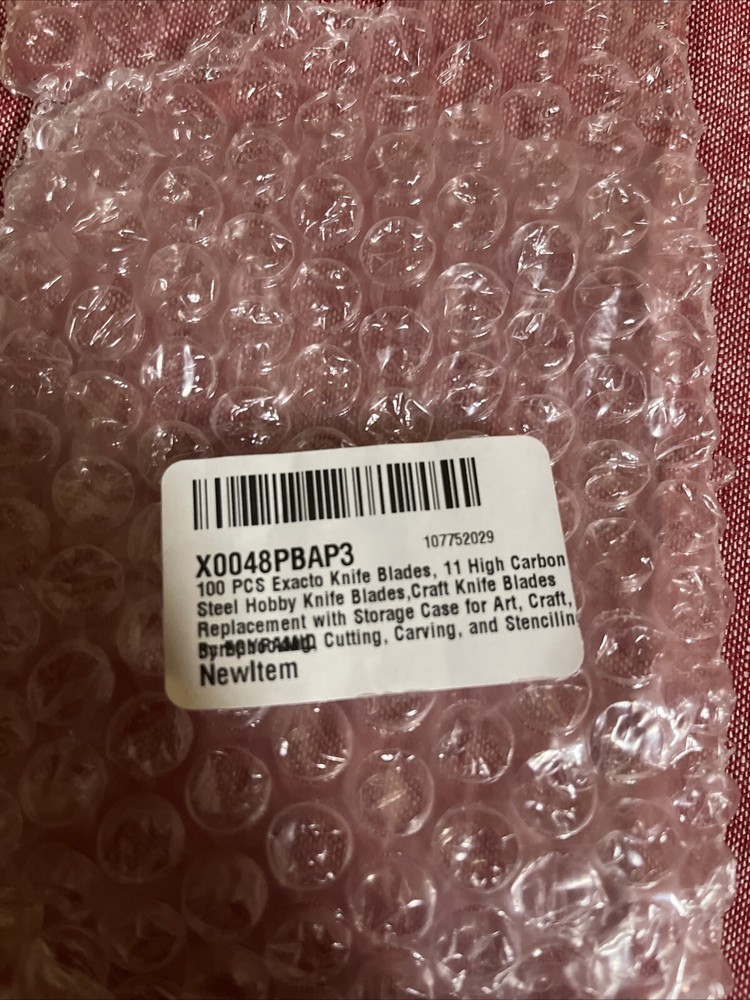 107752029
X0048PBAP3
100 PCS Exacto Knife Blades, 11 High Carbon
Steel Hobby Knife Blades,Craft Knife Blades
Replacement with Storage Case for Art, Craft,
Cutting, Carving, and Stencilin
NewItem